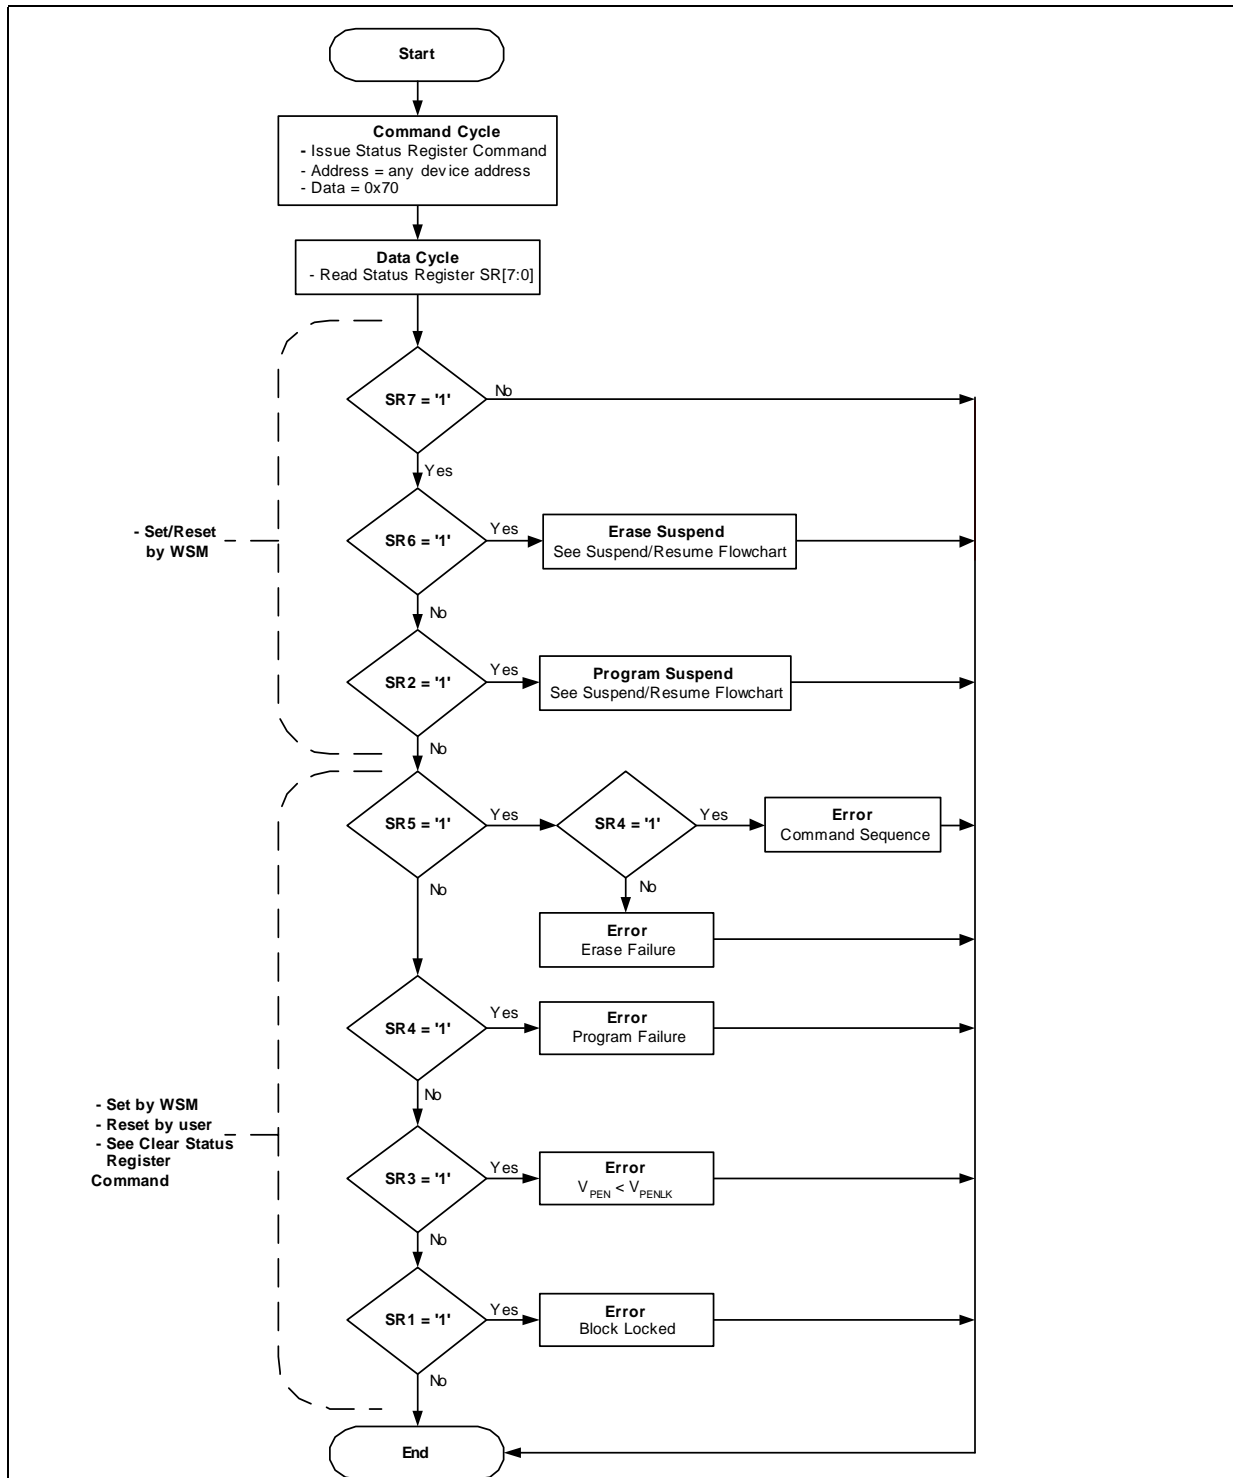 Start
Command Cycle
- Issue Status Register Command
- Address = any device address
- Data = 0x70
Data Cycle
- Read Status Register SR[7:0]
SR7 = '1'
No
Yes
- Set/Reset
by WSM
SR6 = '1'
Yes
Erase Suspend
See Suspend/Resume Flowchart
No
SR2 = '1'
Yes
Program Suspend
See Suspend/Resume Flowchart
No
SR5 = '1'
Yes
SR4 = '1'
Yes
Error
Command Sequence
No
No
Error
Erase Failure
SR4 = '1'
Yes
Error
Program Failure
No
- Set by WSM
- Reset by user
- See Clear Status
Register
Command
SR3 = '1'
Yes
Error
VPEN < VPENLK
No
SR1 = '1'
Yes
Error
Block Locked
No
End